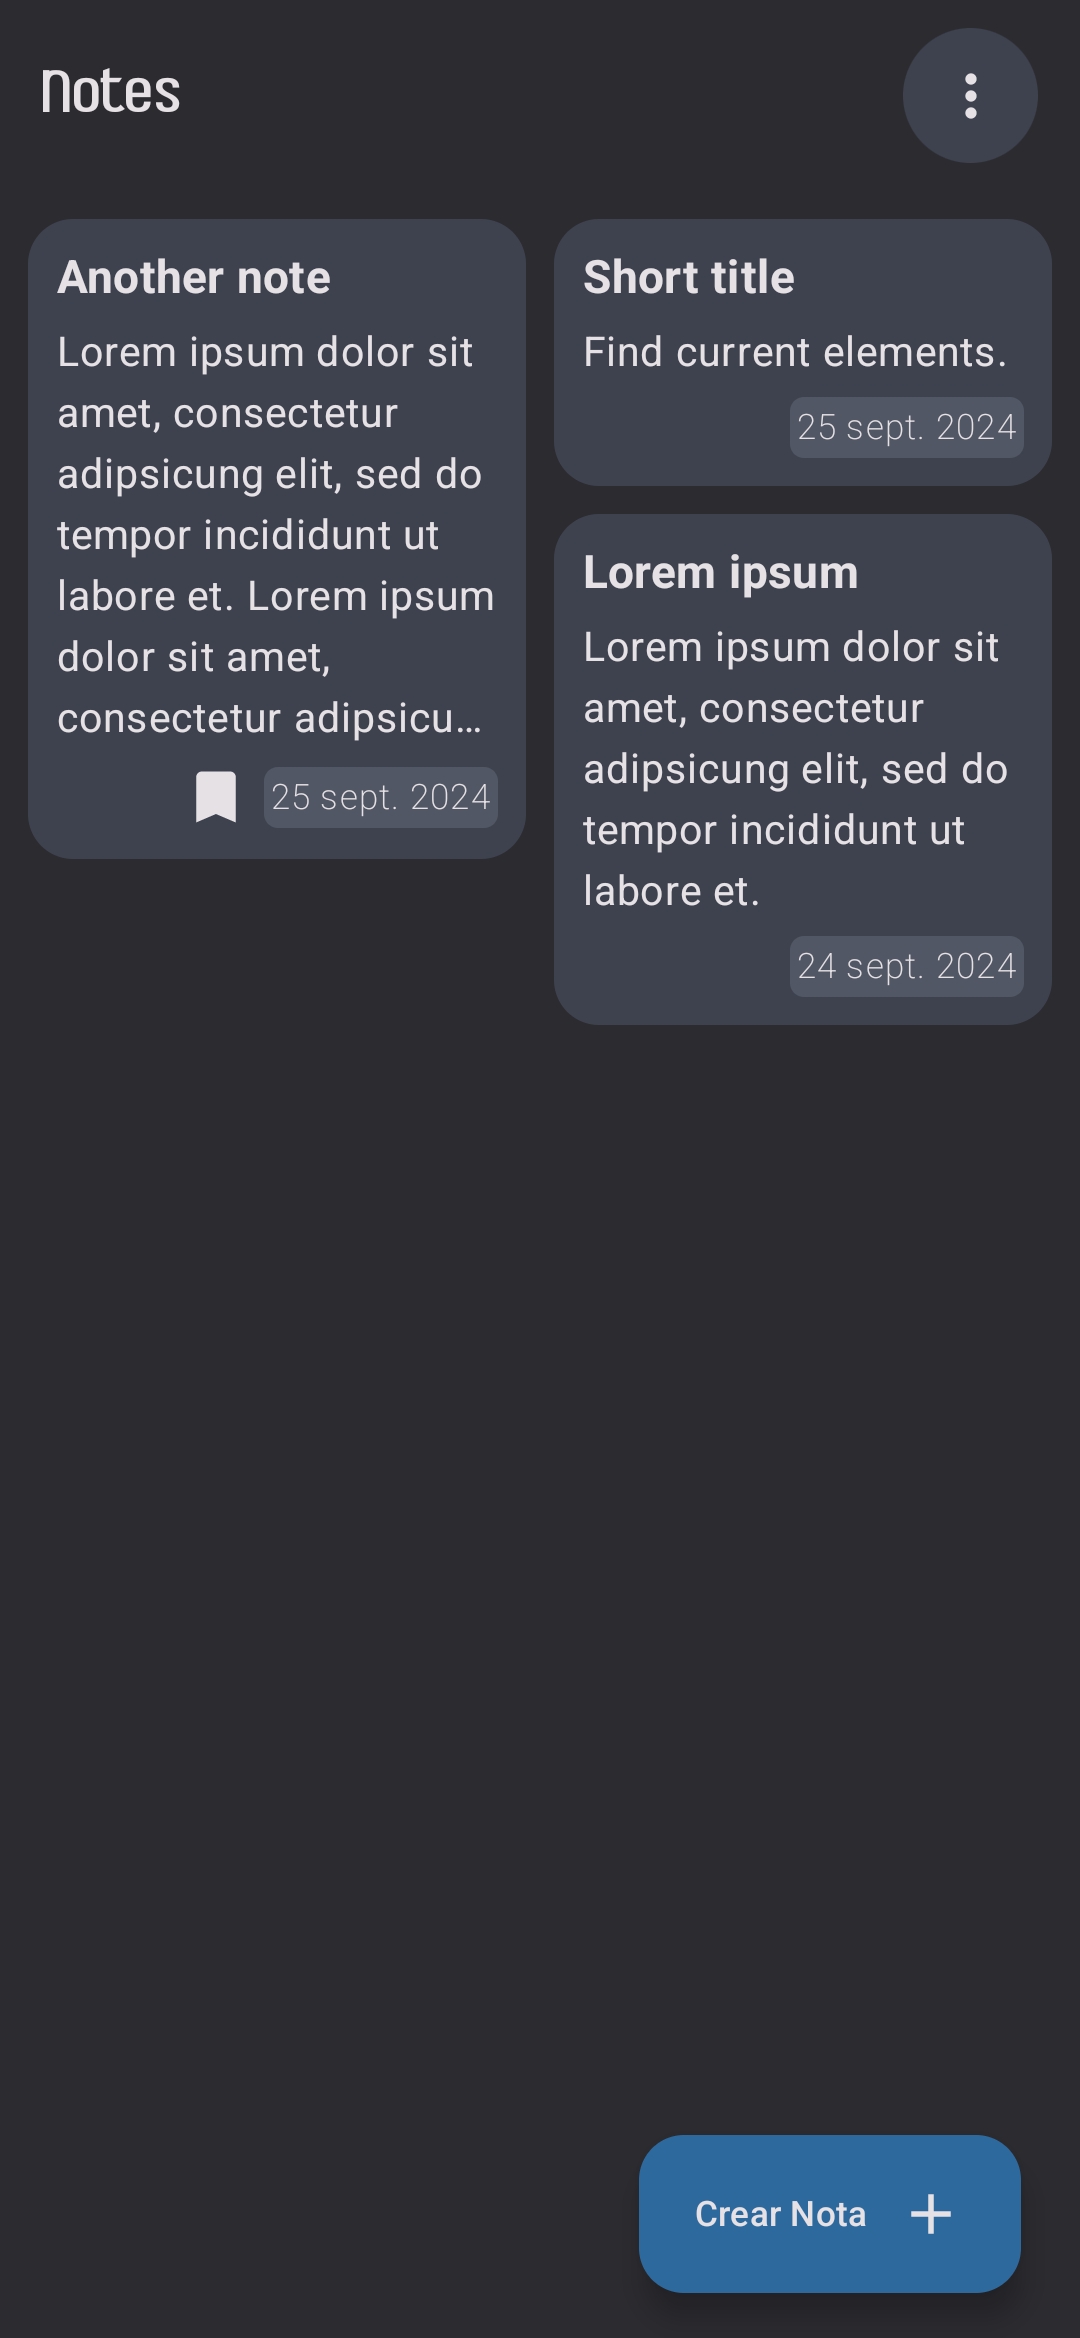 Notes
Another note
Lorem ipsum dolor sit
amet, consectetur
adipsicung elit, sed do
tempor incididunt ut
labore et. Lorem ipsum
dolor sit amet,
consectetur adipsicu…
25 sept. 2024
Short title
Find current elements.
25 sept. 2024
Lorem ipsum
Lorem ipsum dolor sit
amet, consectetur
adipsicung elit, sed do
tempor incididunt ut
labore et.
24 sept. 2024
Crear Nota